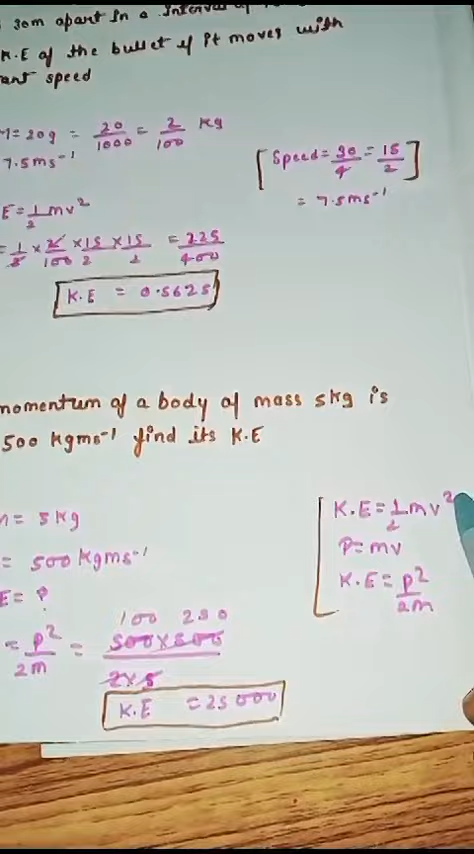 30m apart in a interval of
K.E of the bullet if it moves with
ant speed
M = 20g = 20/1000 = 2/100 kg
7.5ms⁻¹
[Speed = 30/4 = 15/2]
= 7.5ms⁻¹
E = 1/2 mv²
= 1/2 × 2/100 × 15/2 × 15/2 = 225/400
K.E = 0.5625
momentum of a body of mass 5kg is
500 kgms⁻¹ find its K.E
= 5kg
= 500 kgms⁻¹
E = ?
= p²/2m = 500×500/2×5
100 250
K.E = 25000
K.E = 1/2 mv²
P = mv
K.E = p²/2m